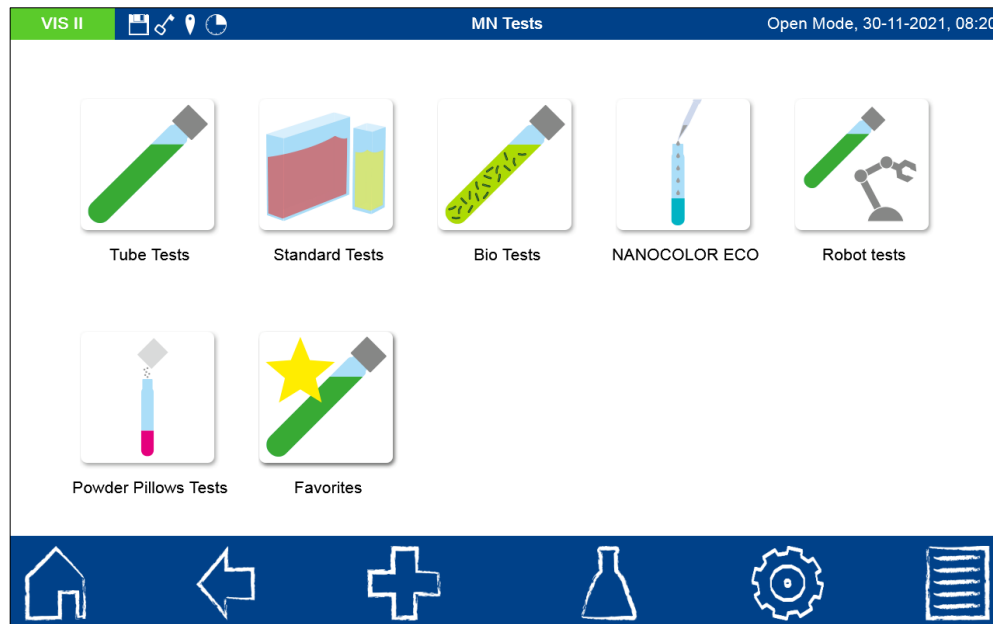 VIS II
MN Tests
Open Mode, 30-11-2021, 08:20
Tube Tests
Standard Tests
Bio Tests
NANOCOLOR ECO
Robot tests
Powder Pillows Tests
Favorites